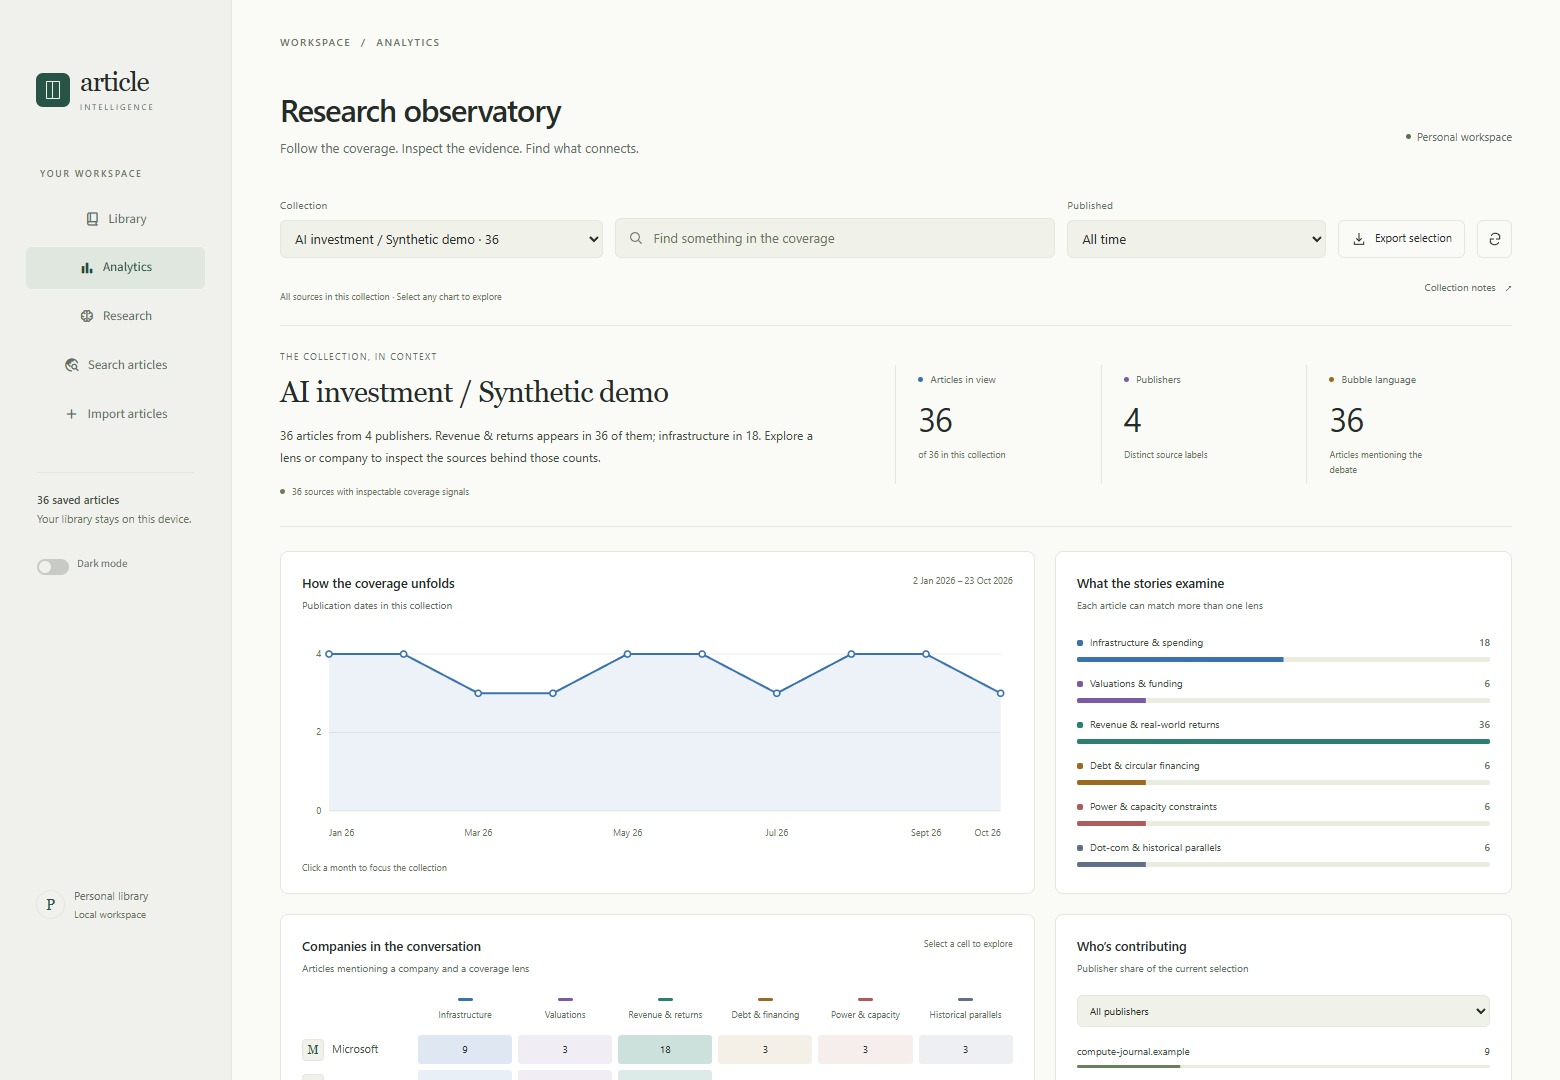 article
INTELLIGENCE
YOUR WORKSPACE
Library
Analytics
Research
Search articles
Import articles
36 saved articles
Your library stays on this device.
Dark mode
P
Personal library
Local workspace
WORKSPACE / ANALYTICS
Research observatory
Follow the coverage. Inspect the evidence. Find what connects.
Personal workspace
Collection
AI investment / Synthetic demo · 36
Find something in the coverage
Published
All time
Export selection
All sources in this collection · Select any chart to explore
Collection notes ↗
THE COLLECTION, IN CONTEXT
AI investment / Synthetic demo
36 articles from 4 publishers. Revenue & returns appears in 36 of them; infrastructure in 18. Explore a
lens or company to inspect the sources behind those counts.
36 sources with inspectable coverage signals
Articles in view
36
of 36 in this collection
Publishers
4
Distinct source labels
Bubble language
36
Articles mentioning the
debate
How the coverage unfolds
2 Jan 2026 – 23 Oct 2026
Publication dates in this collection
4
2
0
Jan 26 Mar 26 May 26 Jul 26 Sept 26 Oct 26
Click a month to focus the collection
What the stories examine
Each article can match more than one lens
Infrastructure & spending 18
Valuations & funding 6
Revenue & real-world returns 36
Debt & circular financing 6
Power & capacity constraints 6
Dot-com & historical parallels 6
Companies in the conversation
Select a cell to explore
Articles mentioning a company and a coverage lens
Infrastructure Valuations Revenue & returns Debt & financing Power & capacity Historical parallels
M Microsoft 9 3 18 3 3 3
Who's contributing
Publisher share of the current selection
All publishers
compute-journal.example 9